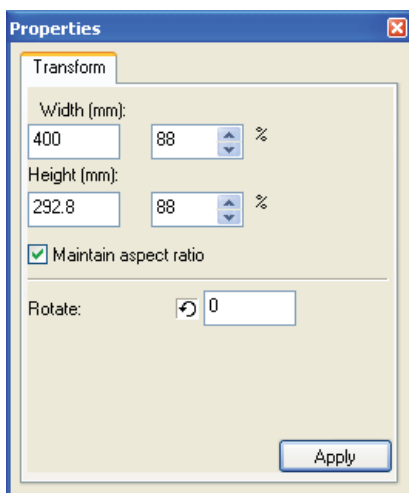 Properties
Transform
Width (mm):
400 88 %
Height (mm):
292.8 88 %
Maintain aspect ratio
Rotate: 0
Apply